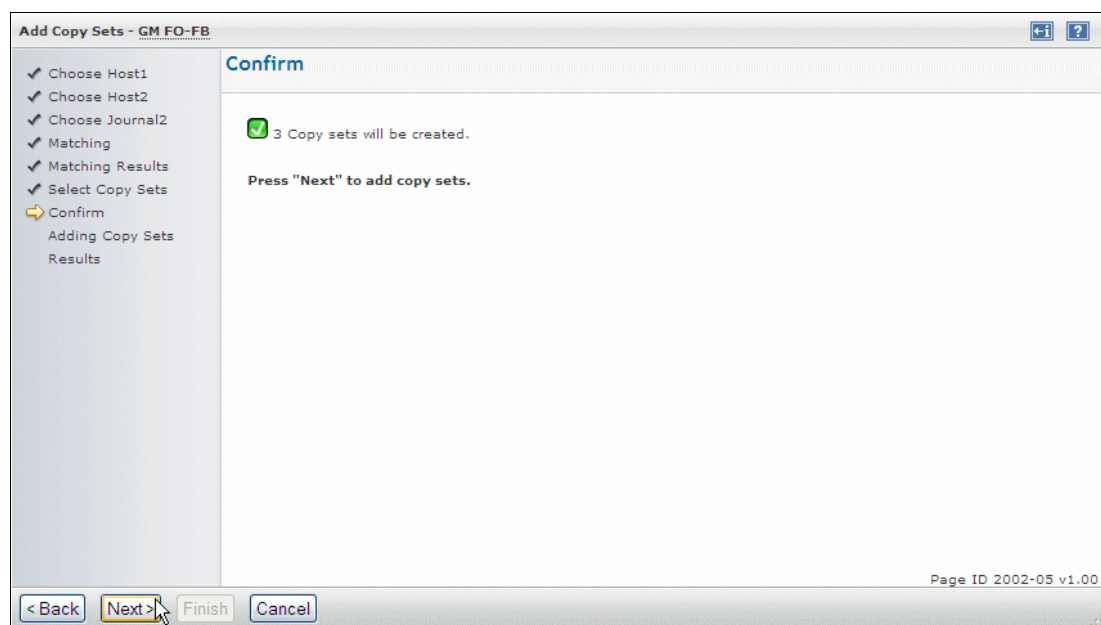 Add Copy Sets - GM FO-FB
?
Choose Host1
Choose Host2
Choose Journal2
Matching
Matching Results
Select Copy Sets
Confirm
Adding Copy Sets
Results
Confirm
3 Copy sets will be created.
Press "Next" to add copy sets.
Page ID 2002-05 v1.00
< Back Next > Finish Cancel